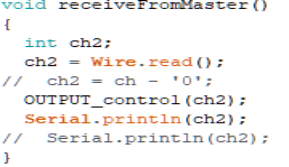 void receiveFromMaster()
{
  int ch2;
  ch2 = Wire.read();
//  ch2 = ch - '0';
  OUTPUT_control(ch2);
  Serial.println(ch2);
//  Serial.println(ch2);
}